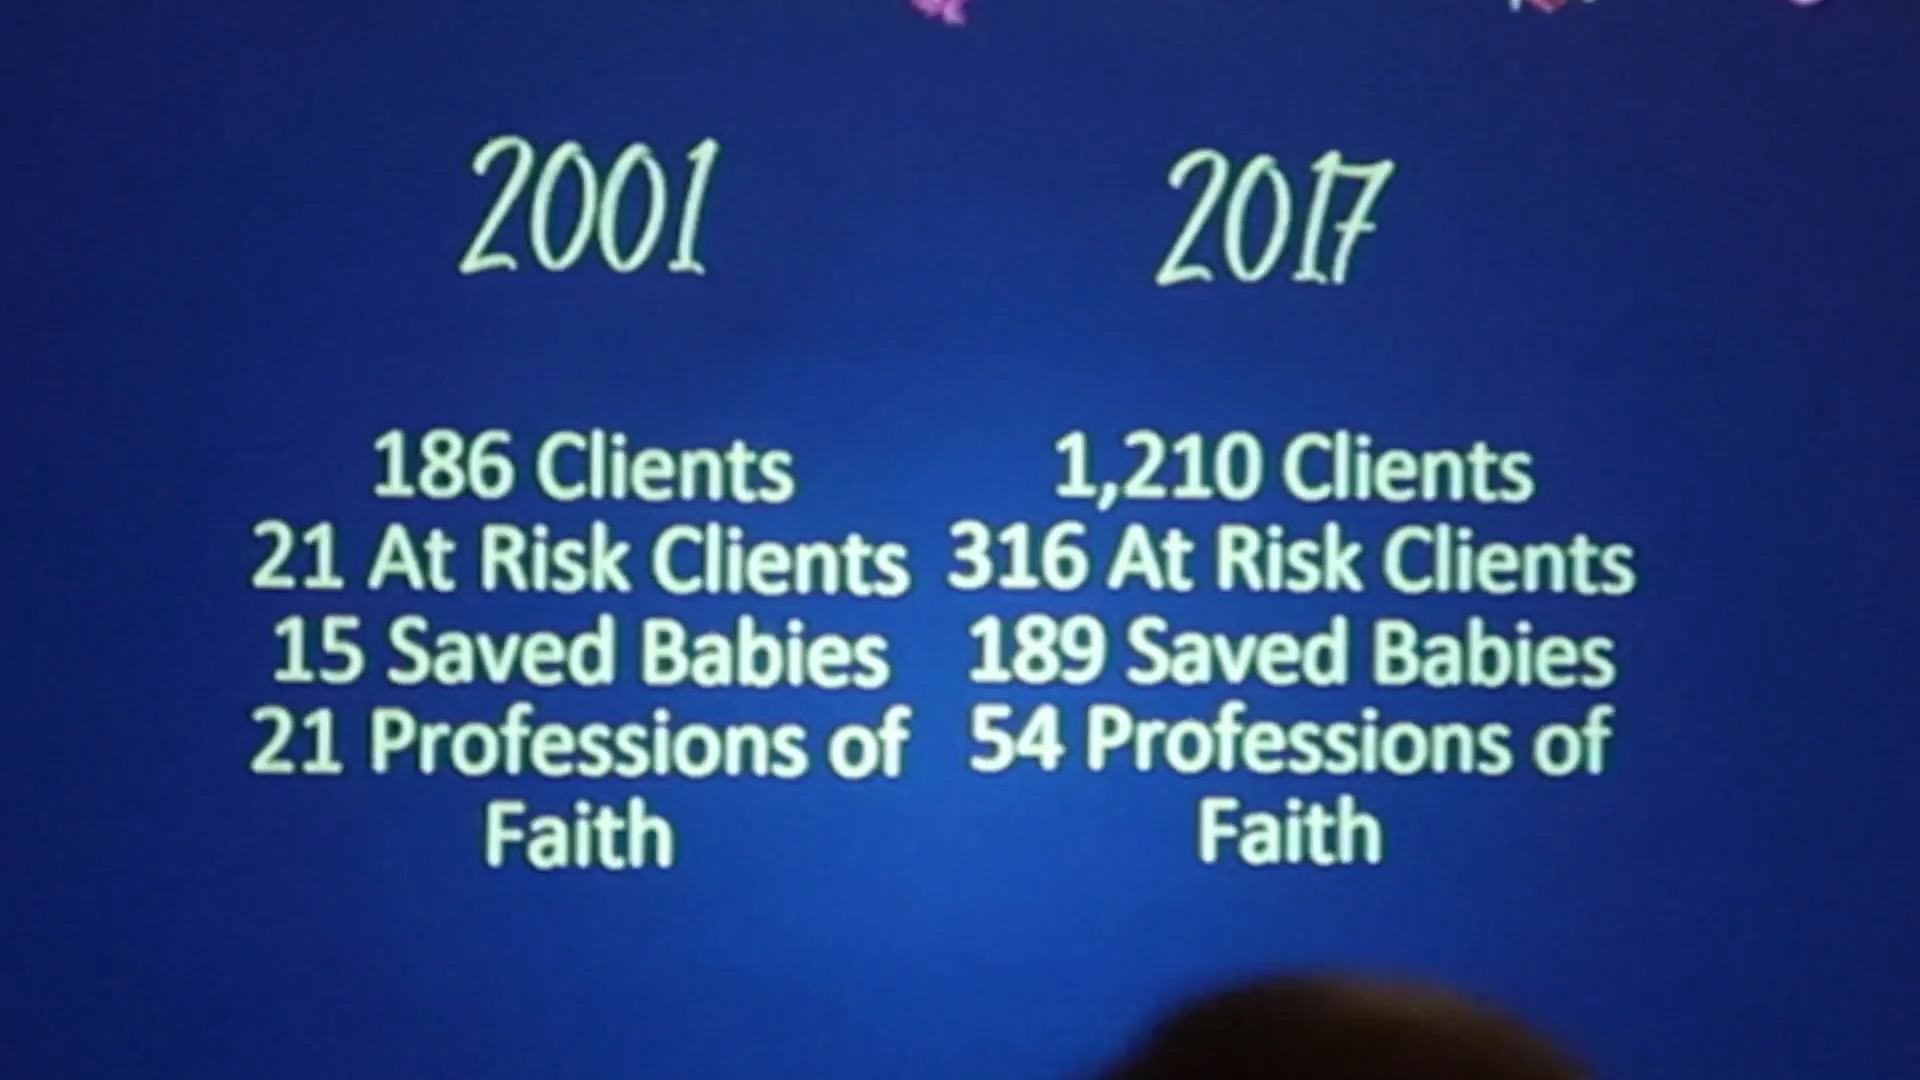 2001
186 Clients
21 At Risk Clients
15 Saved Babies
21 Professions of
Faith
2017
1,210 Clients
316 At Risk Clients
189 Saved Babies
54 Professions of
Faith